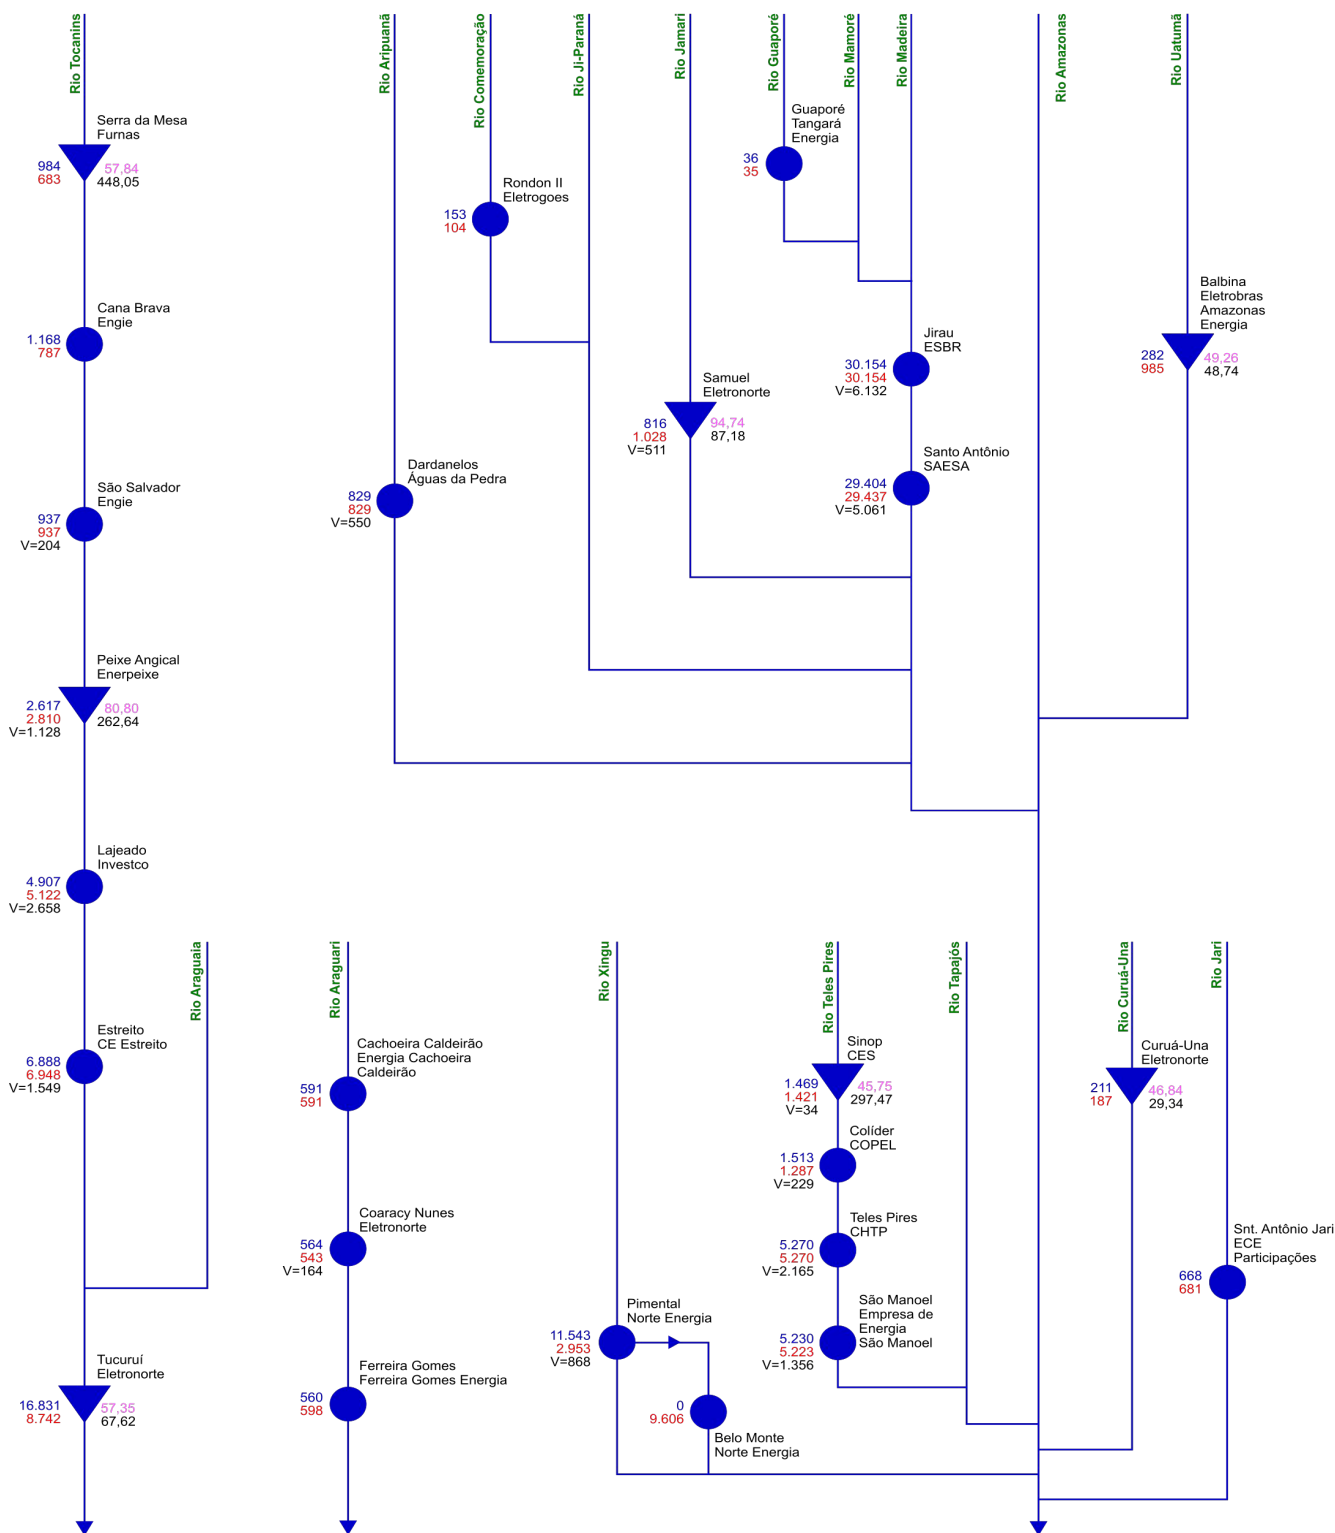 Rio Tocanins
Serra da Mesa
Furnas
984
683
57,84
448,05
Cana Brava
Engie
1.168
787
São Salvador
Engie
937
937
V=204
Peixe Angical
Enerpeixe
2.617
2.810
V=1.128
80,80
262,64
Lajeado
Investco
4.907
5.122
V=2.658
Rio Araguaia
Estreito
CE Estreito
6.888
6.948
V=1.549
Tucuruí
Eletronorte
16.831
8.742
57,35
67,62
Rio Aripuanã
Dardanelos
Águas da Pedra
829
829
V=550
Rio Comemoração
Rondon II
Eletrogoes
153
104
Rio Ji-Paraná
Rio Jamari
Samuel
Eletronorte
816
1.028
V=511
94,74
87,18
Rio Guaporé
Guaporé
Tangará
Energia
36
35
Rio Mamoré
Rio Madeira
Jirau
ESBR
30.154
30.154
V=6.132
Santo Antônio
SAESA
29.404
29.437
V=5.061
Rio Amazonas
Rio Uatumã
Balbina
Eletrobras
Amazonas
Energia
282
985
49,26
48,74
Rio Araguari
Cachoeira Caldeirão
Energia Cachoeira
Caldeirão
591
591
Coaracy Nunes
Eletronorte
564
543
V=164
Ferreira Gomes
Ferreira Gomes Energia
560
598
Rio Xingu
Pimental
Norte Energia
11.543
2.953
V=868
0
9.606
Belo Monte
Norte Energia
Rio Teles Pires
Sinop
CES
1.469
1.421
V=34
45,75
297,47
Colíder
COPEL
1.513
1.287
V=229
Teles Pires
CHTP
5.270
5.270
V=2.165
São Manoel
Empresa de
Energia
São Manoel
5.230
5.223
V=1.356
Rio Tapajós
Rio Curuá-Una
Curuá-Una
Eletronorte
211
187
46,84
29,34
Rio Jari
Snt. Antônio Jari
ECE
Participações
668
681